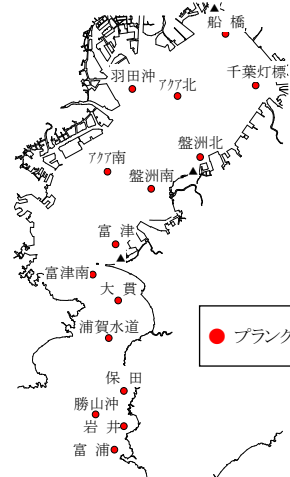 船 橋
千葉灯標
羽田沖
アクア北
盤洲北
アクア南
盤洲南
富 津
富津南
大 貫
浦賀水道
プランク
保 田
勝山沖
岩 井
富 浦